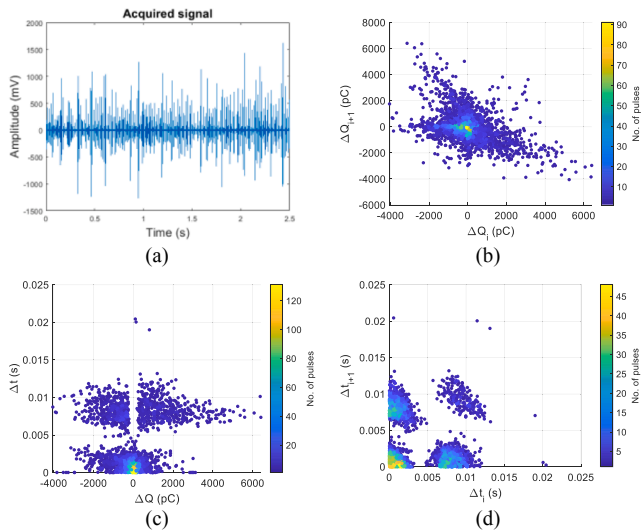 Acquired signal
2000
1500
1000
500
0
-500
-1000
-1500
Amplitude (mV)
0 0.5 1 1.5 2 2.5
Time (s)
(a)
6000
4000
2000
0
-2000
-4000
-6000
ΔQi+1 (pC)
-4000 -2000 0 2000 4000 6000
ΔQi (pC)
90
80
70
60
50
40
30
20
10
No. of pulses
(b)
0.025
0.02
0.015
0.01
0.005
0
Δt (s)
-4000 -2000 0 2000 4000 6000
ΔQ (pC)
120
100
80
60
40
20
No. of pulses
(c)
0.025
0.02
0.015
0.01
0.005
0
Δti+1 (s)
0 0.005 0.01 0.015 0.02 0.025
Δti (s)
45
40
35
30
25
20
15
10
5
No. of pulses
(d)